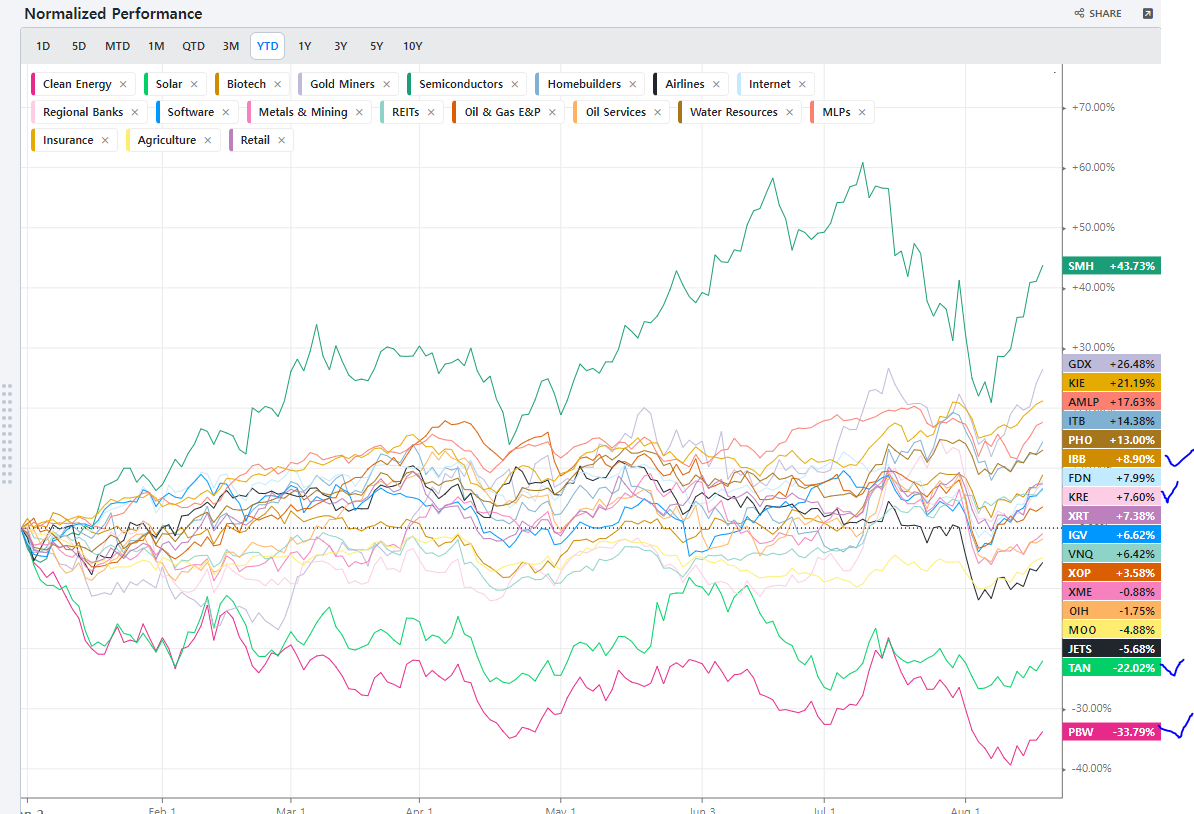 Normalized Performance
SHARE
1D 5D MTD 1M QTD 3M YTD 1Y 3Y 5Y 10Y
Clean Energy × Solar × Biotech × Gold Miners × Semiconductors × Homebuilders × Airlines × Internet ×
Regional Banks × Software × Metals & Mining × REITs × Oil & Gas E&P × Oil Services × Water Resources × MLPs ×
Insurance × Agriculture × Retail ×
+70.00%
+60.00%
+50.00%
SMH +43.73%
+40.00%
+30.00%
GDX +26.48%
KIE +21.19%
AMLP +17.63%
ITB +14.38%
PHO +13.00%
IBB +8.90%
FDN +7.99%
KRE +7.60%
XRT +7.38%
IGV +6.62%
VNQ +6.42%
XOP +3.58%
XME -0.88%
OIH -1.75%
MOO -4.88%
JETS -5.68%
TAN -22.02%
-30.00%
PBW -33.79%
-40.00%
Feb 1 Mar 1 Apr 1 May 1 Jun 3 Jul 1 Aug 1